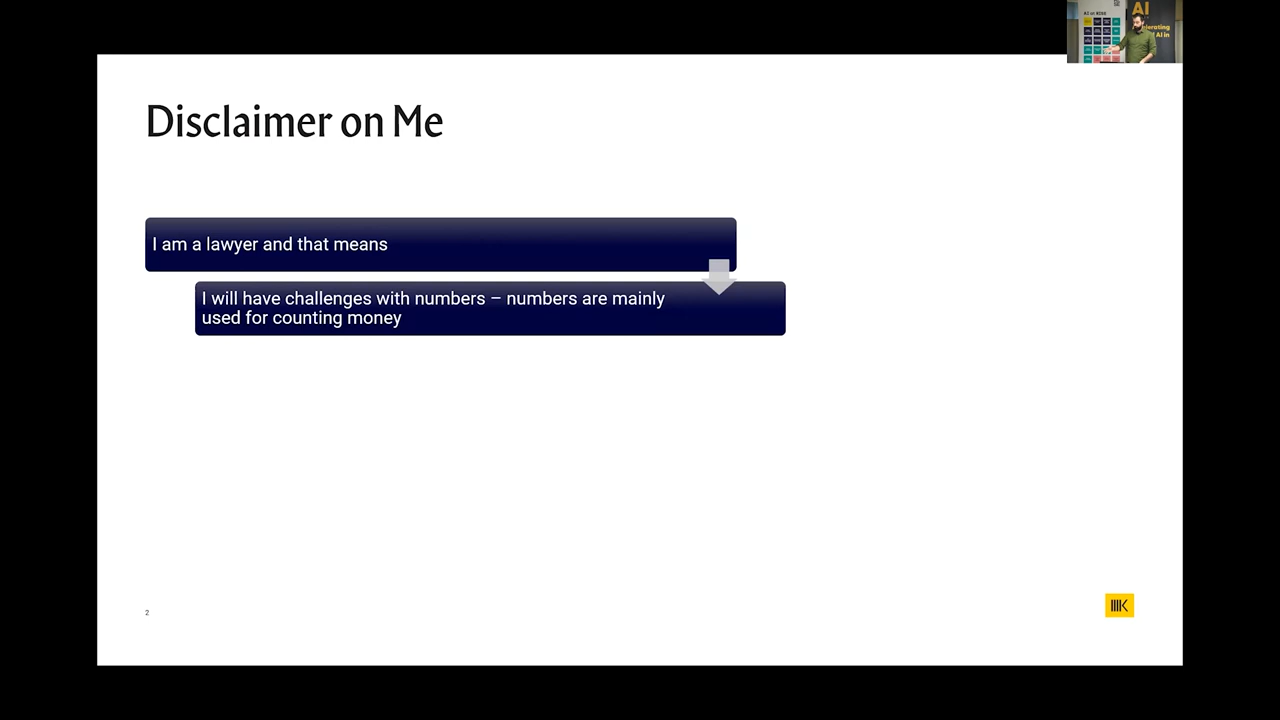 AI
Disclaimer on Me
I am a lawyer and that means
I will have challenges with numbers – numbers are mainly
used for counting money
2